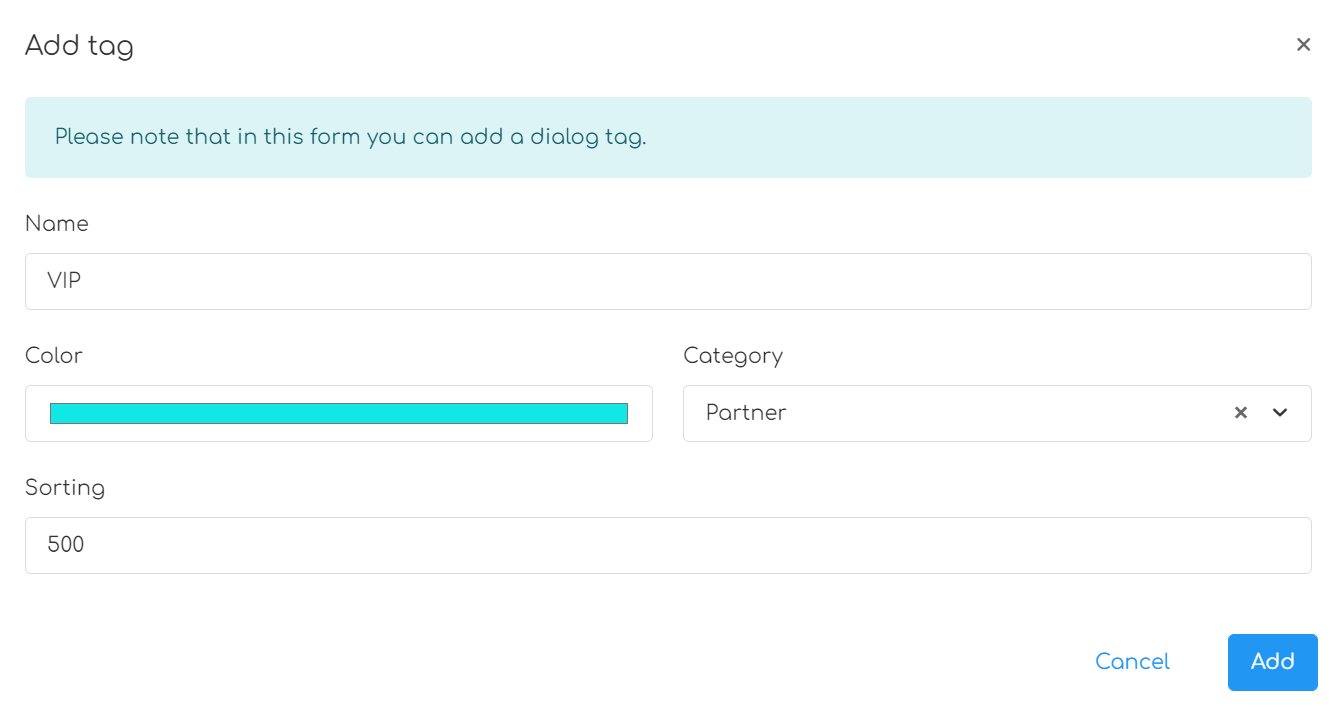 Add tag
Please note that in this form you can add a dialog tag.
Name
VIP
Color
Category
Partner
Sorting
500
Cancel
Add